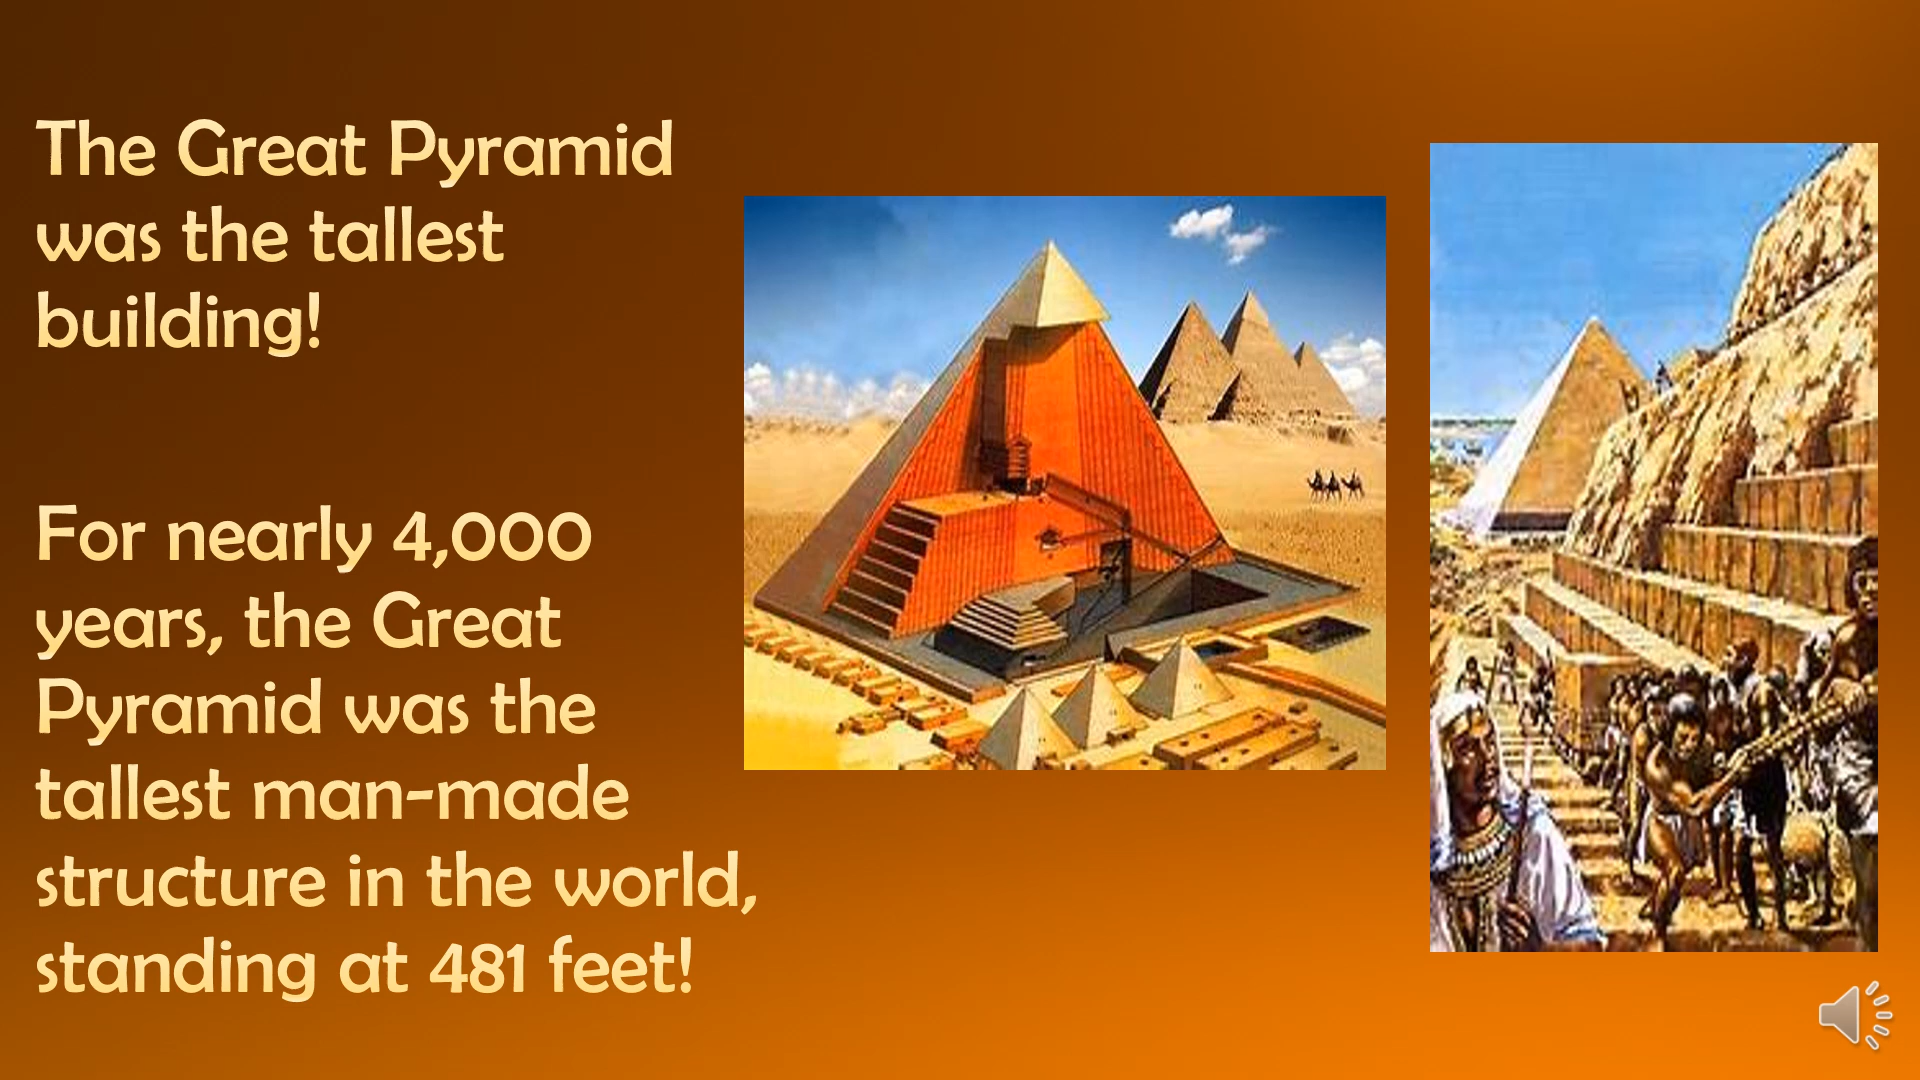 The Great Pyramid
was the tallest
building!
For nearly 4,000
years, the Great
Pyramid was the
tallest man-made
structure in the world,
standing at 481 feet!